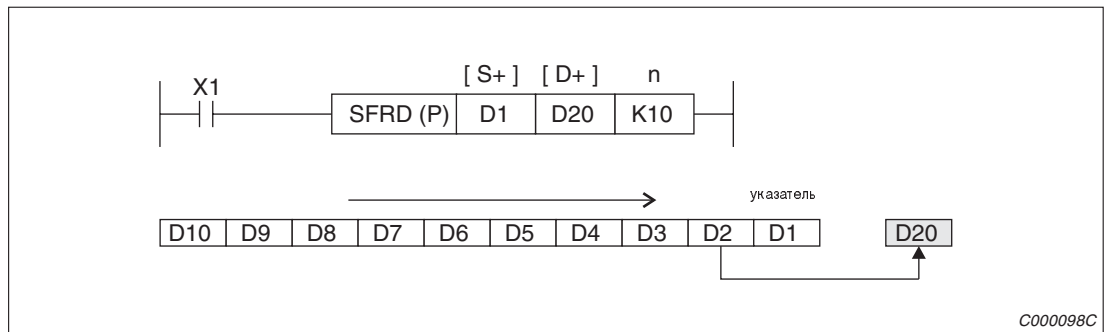 [ S+ ] [ D+ ] n
X1
SFRD (P) D1 D20 K10
указатель
D10 D9 D8 D7 D6 D5 D4 D3 D2 D1 D20
C000098C